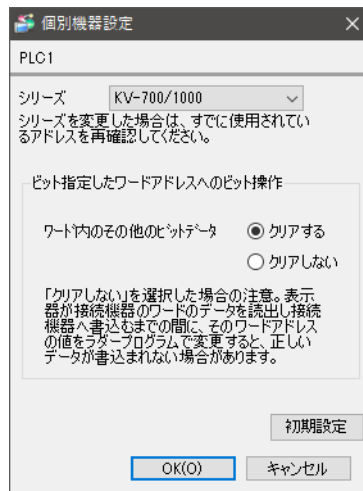 個別機器設定
PLC1
シリーズ KV-700/1000
シリーズを変更した場合は、すでに使用されてい
るアドレスを再確認してください。
ビット指定したワードアドレスへのビット操作
ワード内のその他のビットデータ クリアする
クリアしない
「クリアしない」を選択した場合の注意。表示
器が接続機器のワードのデータを読出し接続
機器へ書込むまでの間に、そのワードアドレス
の値をラダープログラムで変更すると、正しい
データが書込まれない場合があります。
初期設定
OK(O) キャンセル